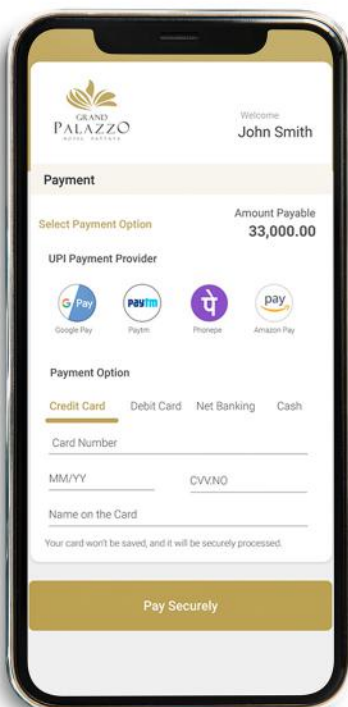 GRAND
PALAZZO
HOTEL PATTAYA
Welcome
John Smith
Payment
Select Payment Option
Amount Payable
33,000.00
UPI Payment Provider
G Pay
Paytm
पे
pay
Google Pay
Paytm
Phonepe
Amazon Pay
Payment Option
Credit Card Debit Card Net Banking Cash
Card Number
MM/YY
CVV.NO
Name on the Card
Your card won't be saved, and it will be securely processed.
Pay Securely